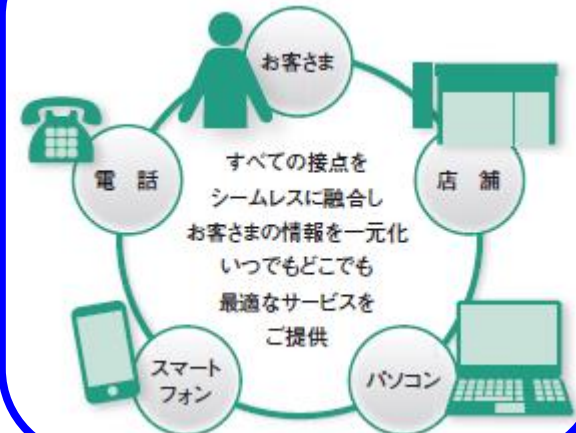 お客さま
電 話
店 舗
すべての接点を
シームレスに融合し
お客さまの情報を一元化
いつでもどこでも
最適なサービスを
ご提供
スマート
フォン
パソコン